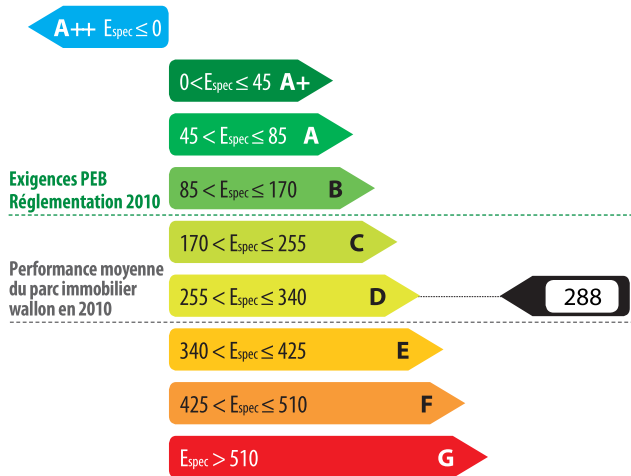 A++ Espec ≤ 0
0<Espec ≤ 45 A+
45 < Espec ≤ 85 A
Exigences PEB
Réglementation 2010
85 < Espec ≤ 170 B
170 < Espec ≤ 255 C
Performance moyenne
du parc immobilier
wallon en 2010
255 < Espec ≤ 340 D
288
340 < Espec ≤ 425 E
425 < Espec ≤ 510 F
Espec > 510 G